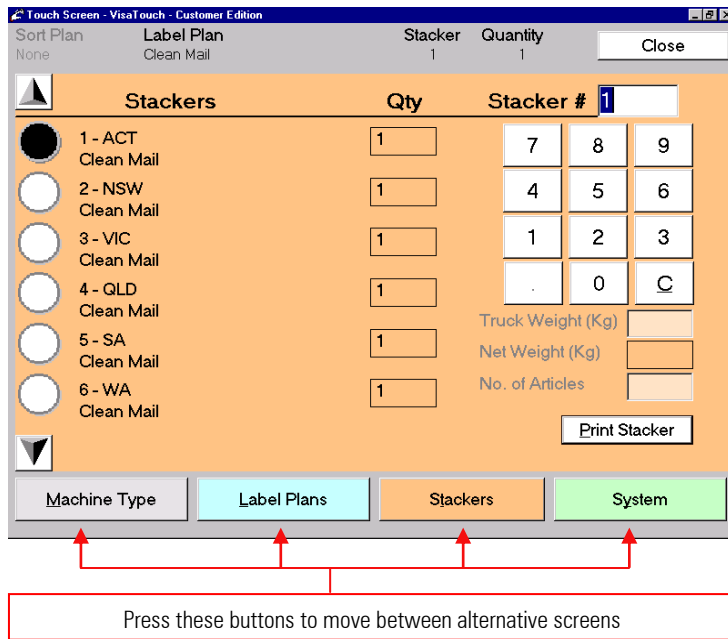 Touch Screen - VisaTouch - Customer Edition
Sort Plan Label Plan Stacker Quantity
None Clean Mail 1 1
Close
Stackers Qty Stacker # 1
1 - ACT 1
Clean Mail
2 - NSW 1
Clean Mail
3 - VIC 1
Clean Mail
4 - QLD 1
Clean Mail
5 - SA 1
Clean Mail
6 - WA 1
Clean Mail
7 8 9
4 5 6
1 2 3
. 0 C
Truck Weight (Kg)
Net Weight (Kg)
No. of Articles
Print Stacker
Machine Type Label Plans Stackers System
Press these buttons to move between alternative screens